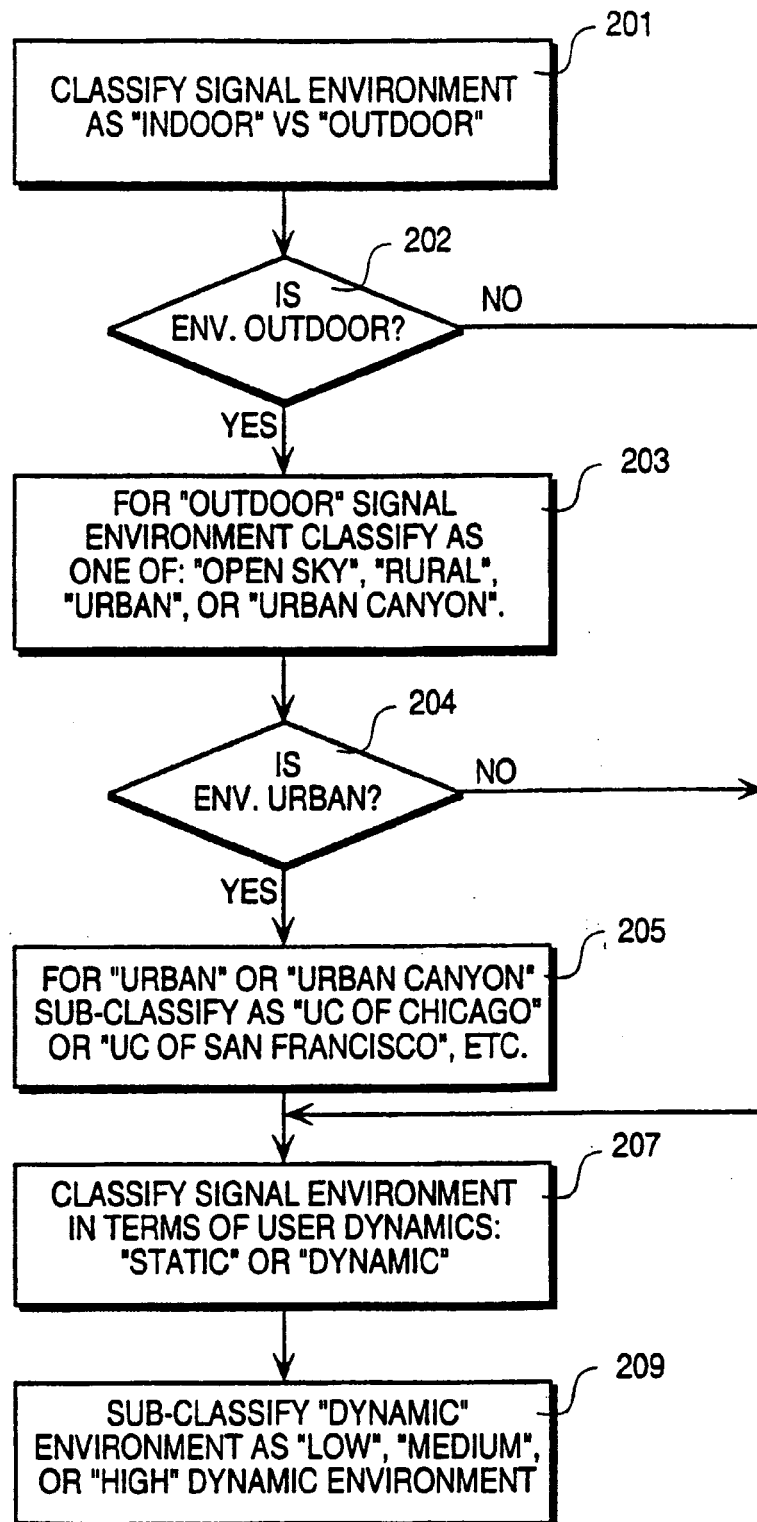 201
CLASSIFY SIGNAL ENVIRONMENT
AS "INDOOR" VS "OUTDOOR"
202
IS
ENV. OUTDOOR?
NO
YES
203
FOR "OUTDOOR" SIGNAL
ENVIRONMENT CLASSIFY AS
ONE OF: "OPEN SKY", "RURAL",
"URBAN", OR "URBAN CANYON".
204
IS
ENV. URBAN?
NO
YES
205
FOR "URBAN" OR "URBAN CANYON"
SUB-CLASSIFY AS "UC OF CHICAGO"
OR "UC OF SAN FRANCISCO", ETC.
207
CLASSIFY SIGNAL ENVIRONMENT
IN TERMS OF USER DYNAMICS:
"STATIC" OR "DYNAMIC"
209
SUB-CLASSIFY "DYNAMIC"
ENVIRONMENT AS "LOW", "MEDIUM",
OR "HIGH" DYNAMIC ENVIRONMENT